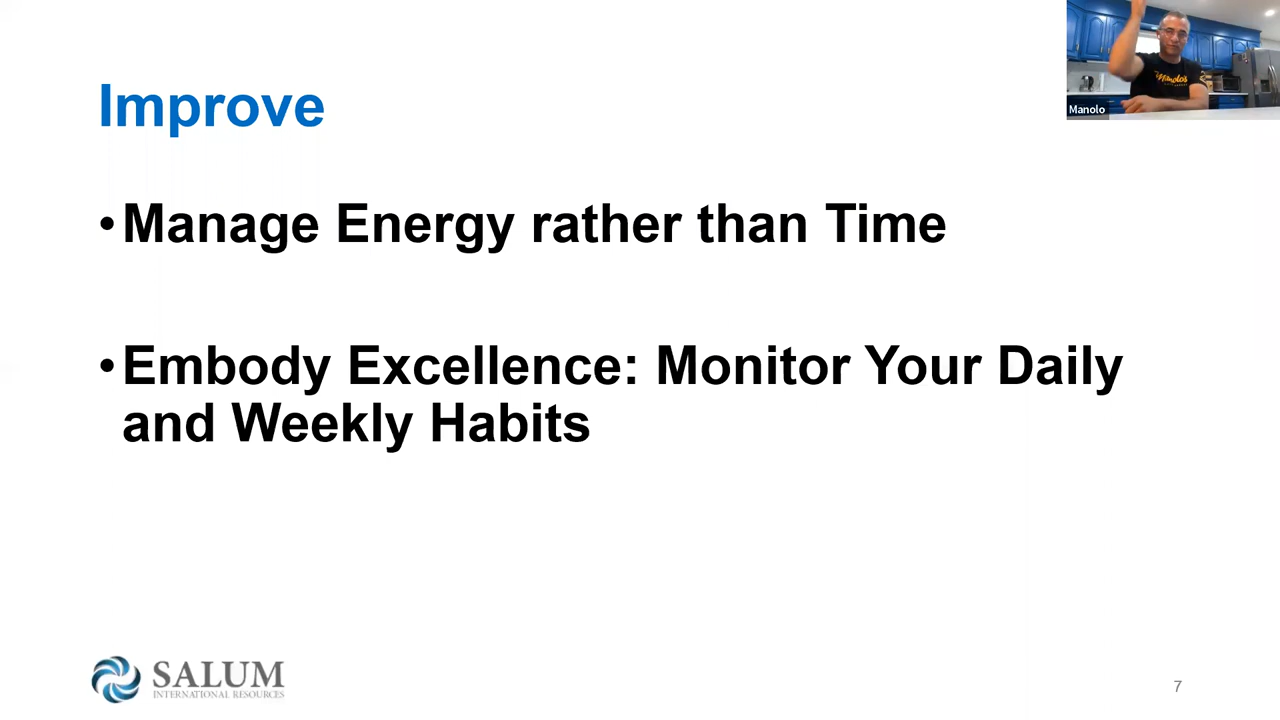 Improve
Manolo's
Manolo
•Manage Energy rather than Time
•Embody Excellence: Monitor Your Daily
and Weekly Habits
SALUM
INTERNATIONAL RESOURCES
7